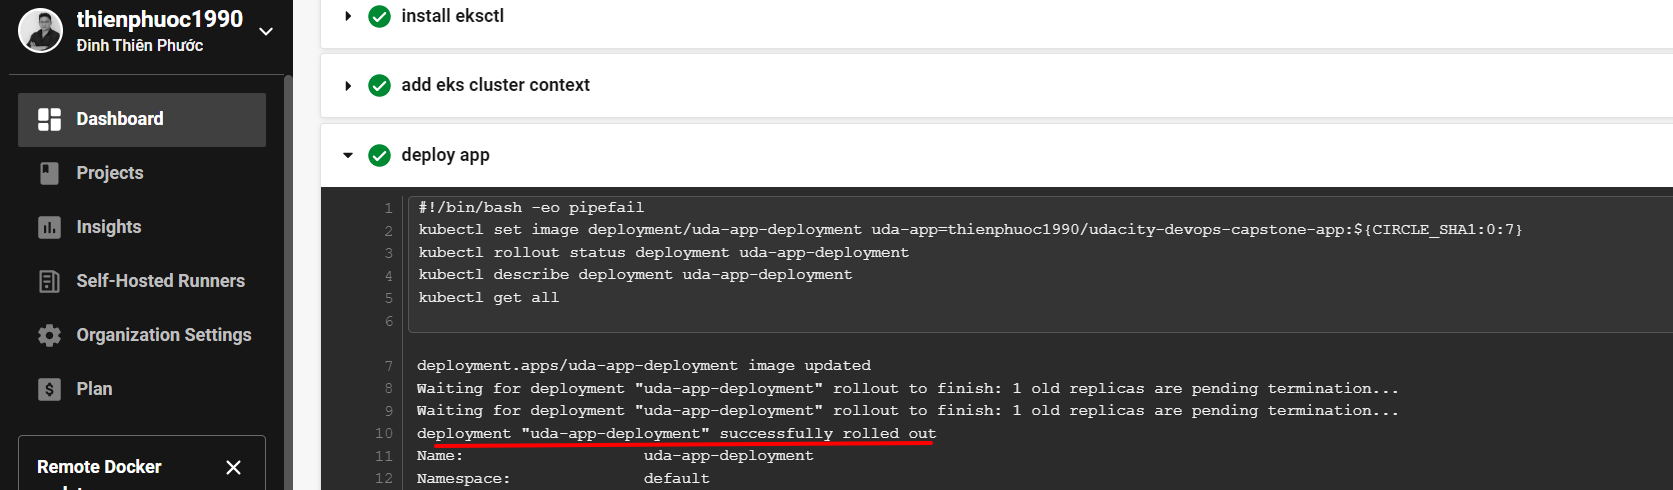 thienphuoc1990
Đinh Thiên Phước
Dashboard
Projects
Insights
Self-Hosted Runners
Organization Settings
Plan
Remote Docker
install eksctl
add eks cluster context
deploy app
1 #!/bin/bash -eo pipefail
2 kubectl set image deployment/uda-app-deployment uda-app=thienphuoc1990/udacity-devops-capstone-app:${CIRCLE_SHA1:0:7}
3 kubectl rollout status deployment uda-app-deployment
4 kubectl describe deployment uda-app-deployment
5 kubectl get all
6
7 deployment.apps/uda-app-deployment image updated
8 Waiting for deployment "uda-app-deployment" rollout to finish: 1 old replicas are pending termination...
9 Waiting for deployment "uda-app-deployment" rollout to finish: 1 old replicas are pending termination...
10 deployment "uda-app-deployment" successfully rolled out
11 Name: uda-app-deployment
12 Namespace: default